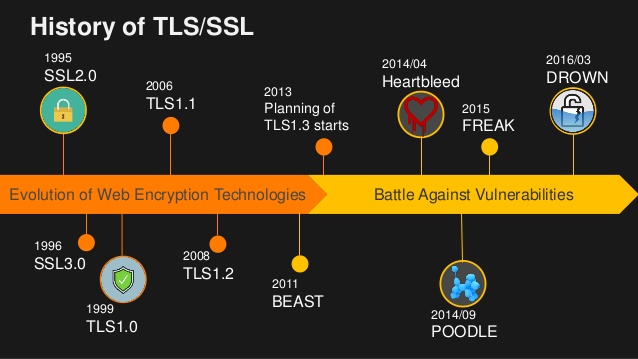 History of TLS/SSL
1995
SSL2.0
2006
TLS1.1
2013
Planning of
TLS1.3 starts
2014/04
Heartbleed
2015
FREAK
2016/03
DROWN
Evolution of Web Encryption Technologies
Battle Against Vulnerabilities
1996
SSL3.0
1999
TLS1.0
2008
TLS1.2
2011
BEAST
2014/09
POODLE